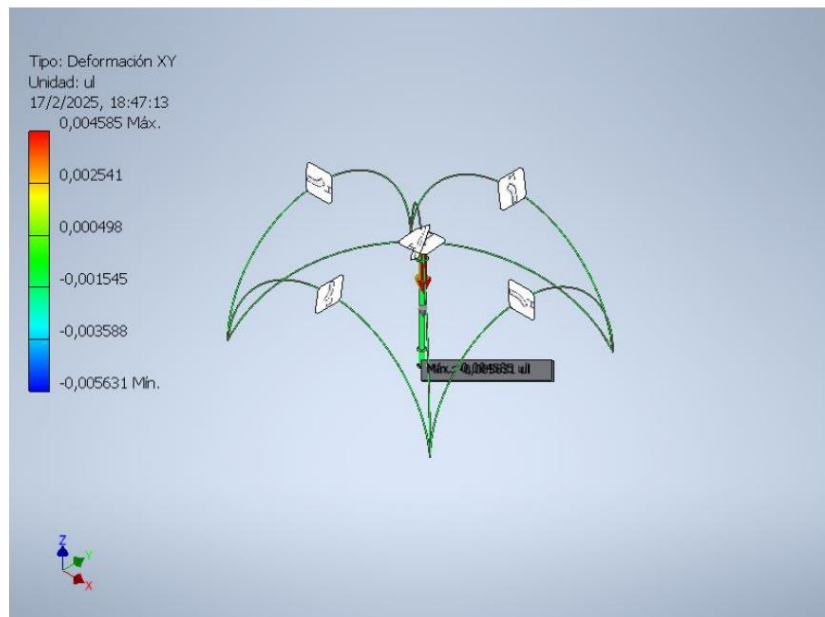 Tipo: Deformación XY
Unidad: ul
17/2/2025, 18:47:13
0,004585 Máx.
0,002541
0,000498
-0,001545
-0,003588
-0,005631 Mín.
ul
Z
Y
X